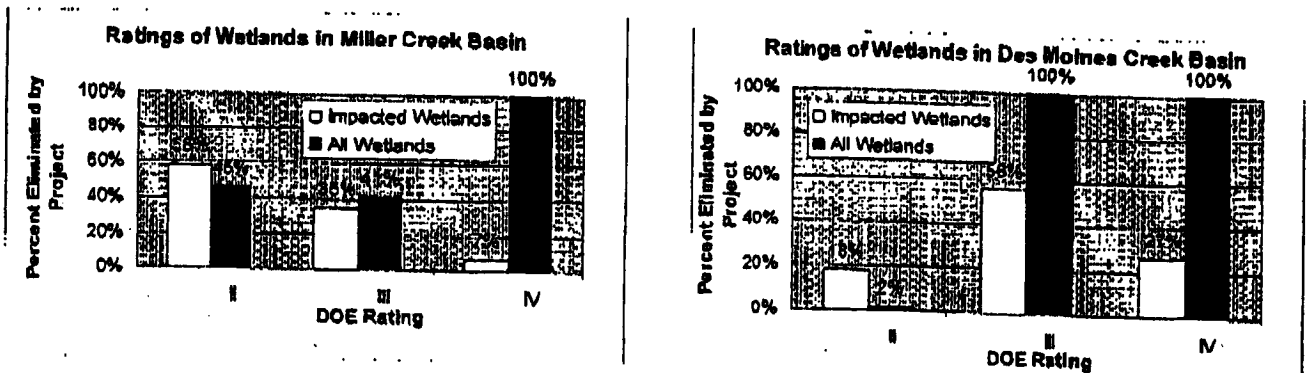 Ratings of Wetlands in Miller Creek Basin
100%
100%
80%
60%
40%
20%
0%
Percent Eliminated by
Project
Impacted Wetlands
All Wetlands
II
III
IV
DOE Rating
Ratings of Wetlands in Des Moines Creek Basin
100%
100%
100%
80%
60%
40%
20%
0%
Percent Eliminated by
Project
Impacted Wetlands
All Wetlands
II
III
IV
DOE Rating